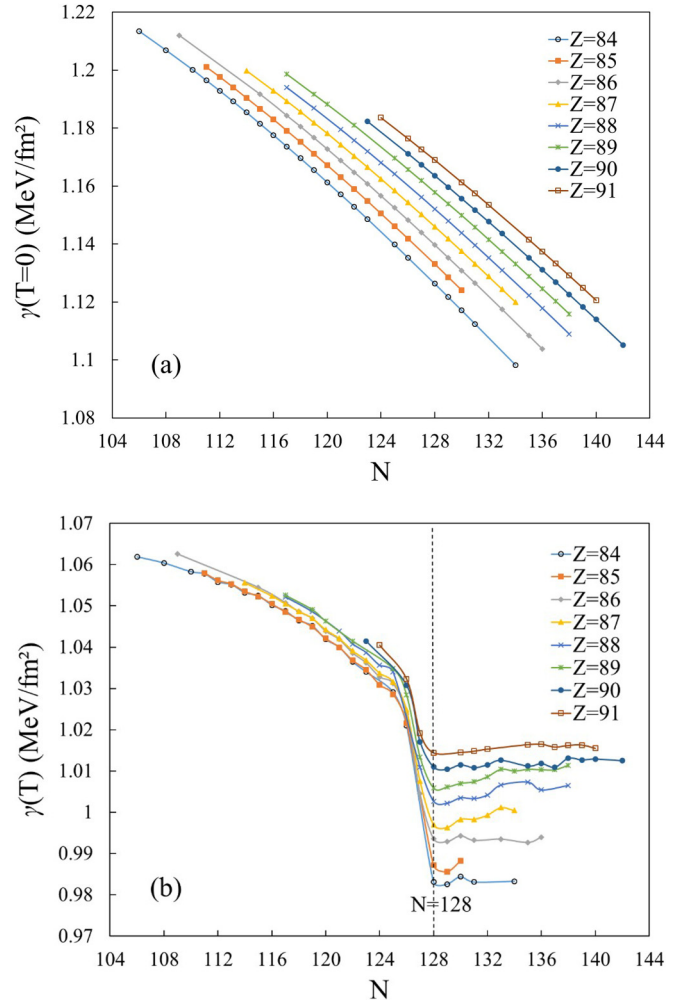 1.22
1.2
1.18
1.16
1.14
1.12
1.1
1.08
γ(T=0) (MeV/fm²)
Z=84
Z=85
Z=86
Z=87
Z=88
Z=89
Z=90
Z=91
(a)
104 108 112 116 120 124 128 132 136 140 144
N
1.07
1.06
1.05
1.04
1.03
1.02
1.01
1
0.99
0.98
0.97
γ(T) (MeV/fm²)
Z=84
Z=85
Z=86
Z=87
Z=88
Z=89
Z=90
Z=91
(b)
N=128
104 108 112 116 120 124 128 132 136 140 144
N